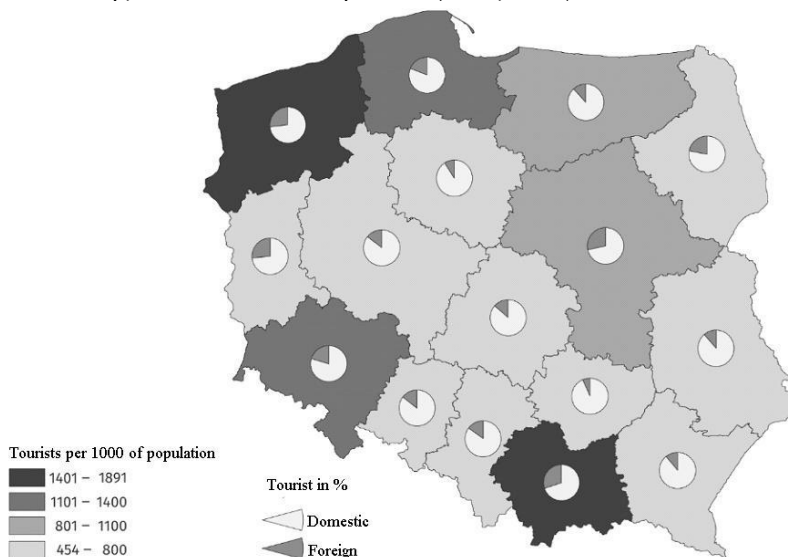 Tourists per 1000 of population
1401 – 1891
1101 – 1400
801 – 1100
454 – 800
Tourist in %
Domestic
Foreign